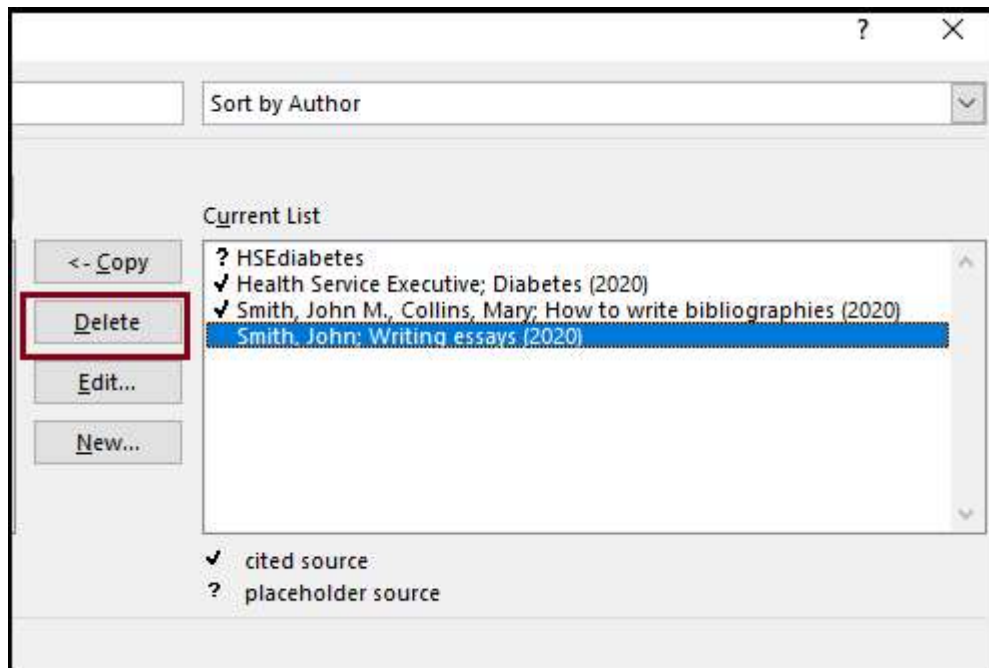 ?
Sort by Author
Current List
<- Copy
Delete
Edit...
New...
? HSEdiabetes
✔ Health Service Executive; Diabetes (2020)
✔ Smith, John M., Collins, Mary; How to write bibliographies (2020)
Smith, John; Writing essays (2020)
✔ cited source
? placeholder source